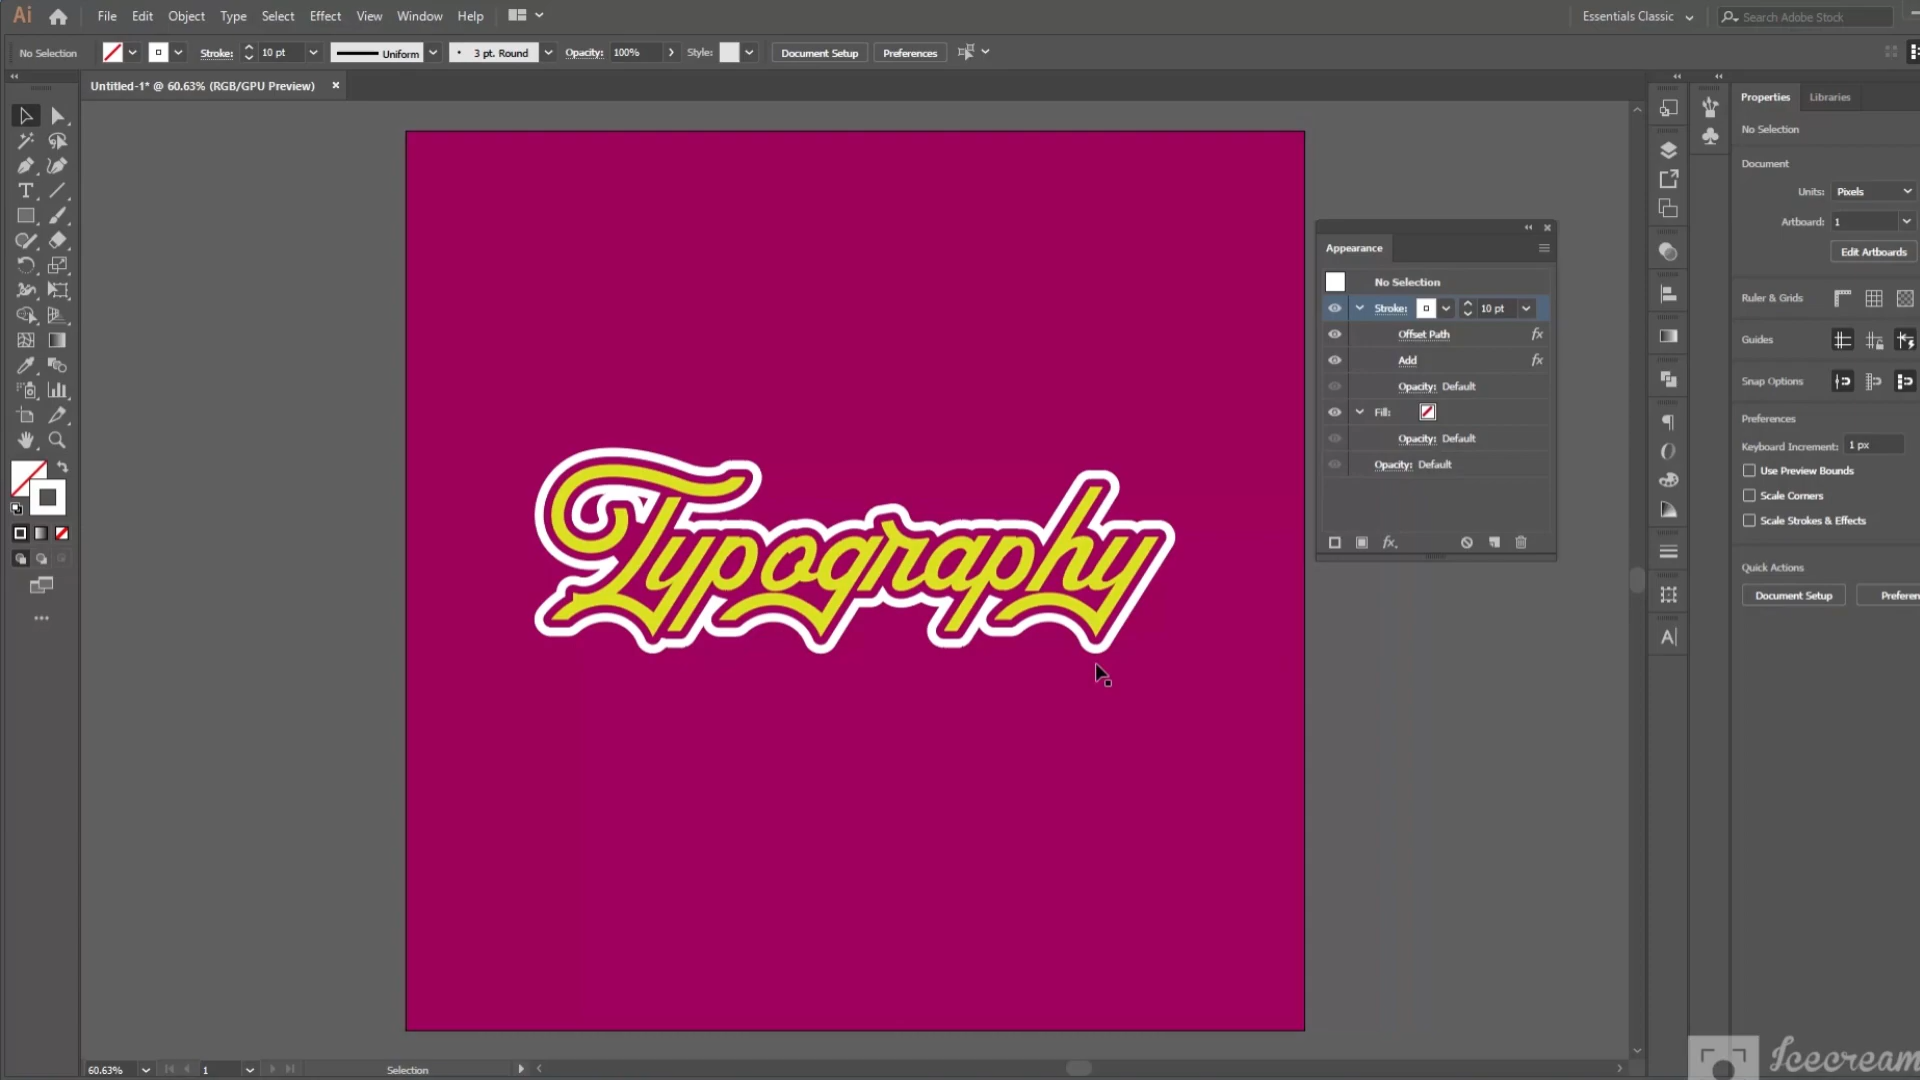 Ai File Edit Object Type Select Effect View Window Help Essentials Classic Search Adobe Stock
No Selection Stroke: 10 pt Uniform 3 pt. Round Opacity: 100% Style: Document Setup Preferences
Untitled-1* @ 60.63% (RGB/GPU Preview)
Properties Libraries
No Selection
Document
Units: Pixels
Artboard: 1
Edit Artboards
Ruler & Grids
Guides
Snap Options
Preferences
Keyboard Increment: 1 px
Use Preview Bounds
Scale Corners
Scale Strokes & Effects
Quick Actions
Document Setup
Appearance
No Selection
Stroke: 10 pt
Offset Path fx
Add fx
Opacity: Default
Fill:
Opacity: Default
Opacity: Default
fx.
Typography
60.63% 1 Selection
Icecream